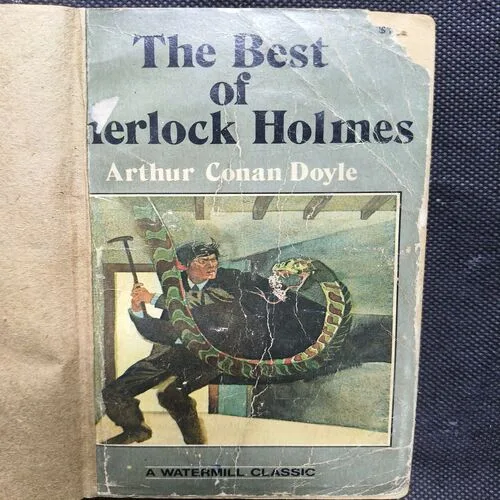 The Best
of
herlock Holmes
Arthur Conan Doyle
A WATERMILL CLASSIC